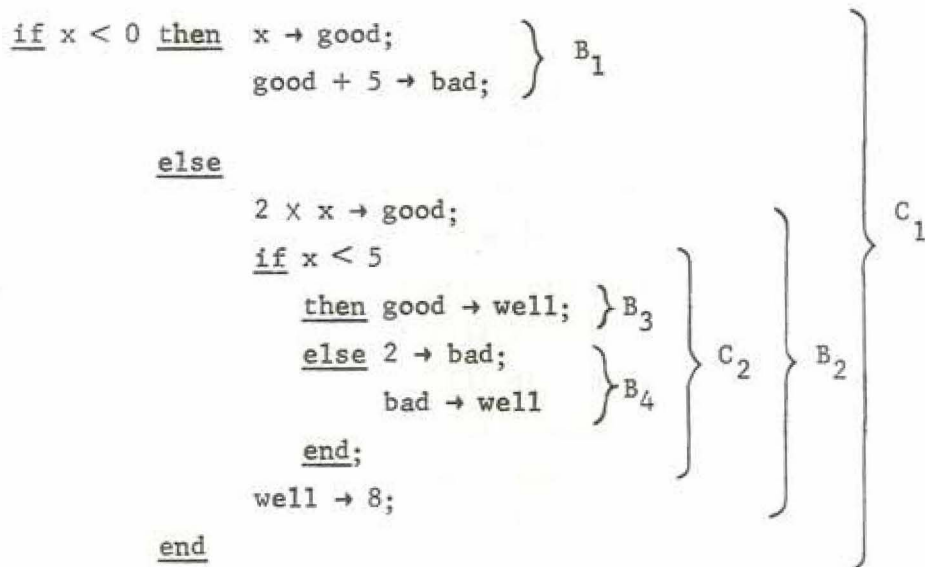 if x < 0 then x → good; B1
good + 5 → bad;
else
2 × x → good; C1
if x < 5
then good → well; B3
else 2 → bad; C2 B2
bad → well B4
end;
well → 8;
end